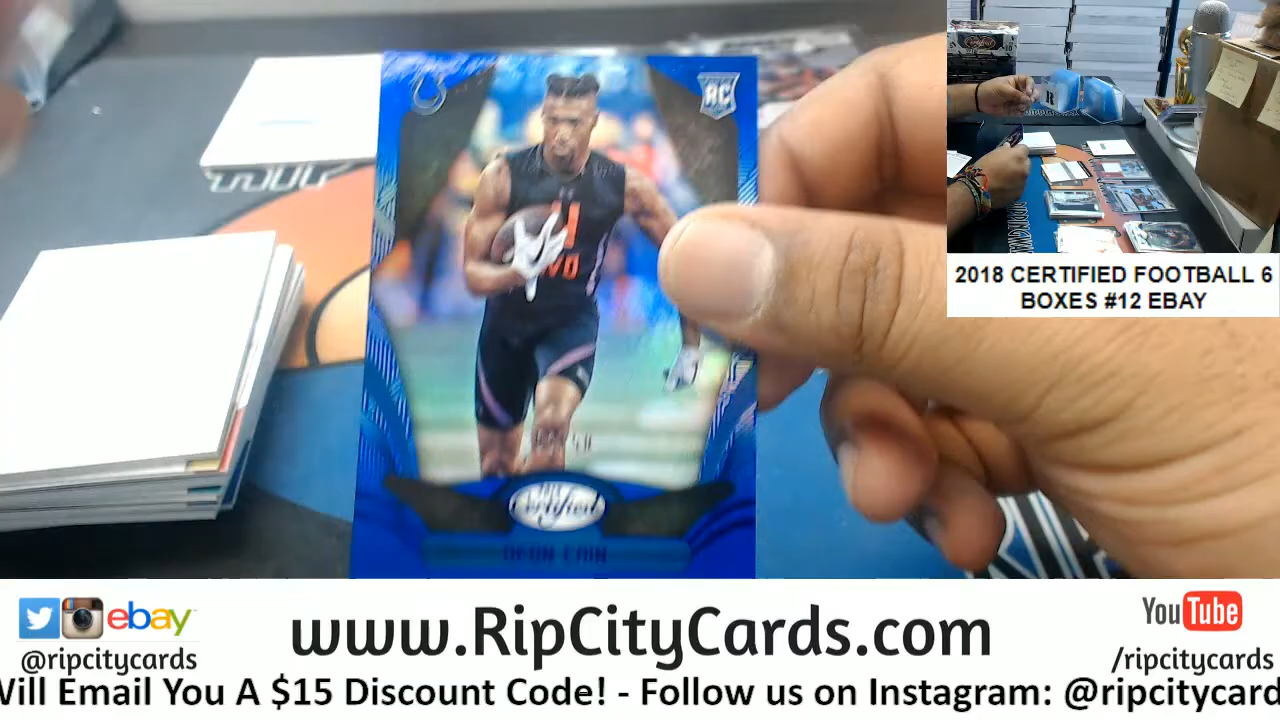 RC
Certified
DEON CAIN
2018 CERTIFIED FOOTBALL 6
BOXES #12 EBAY
ebay
@ripcitycards
www.RipCityCards.com
YouTube
/ripcitycards
Will Email You A $15 Discount Code! - Follow us on Instagram: @ripcitycard